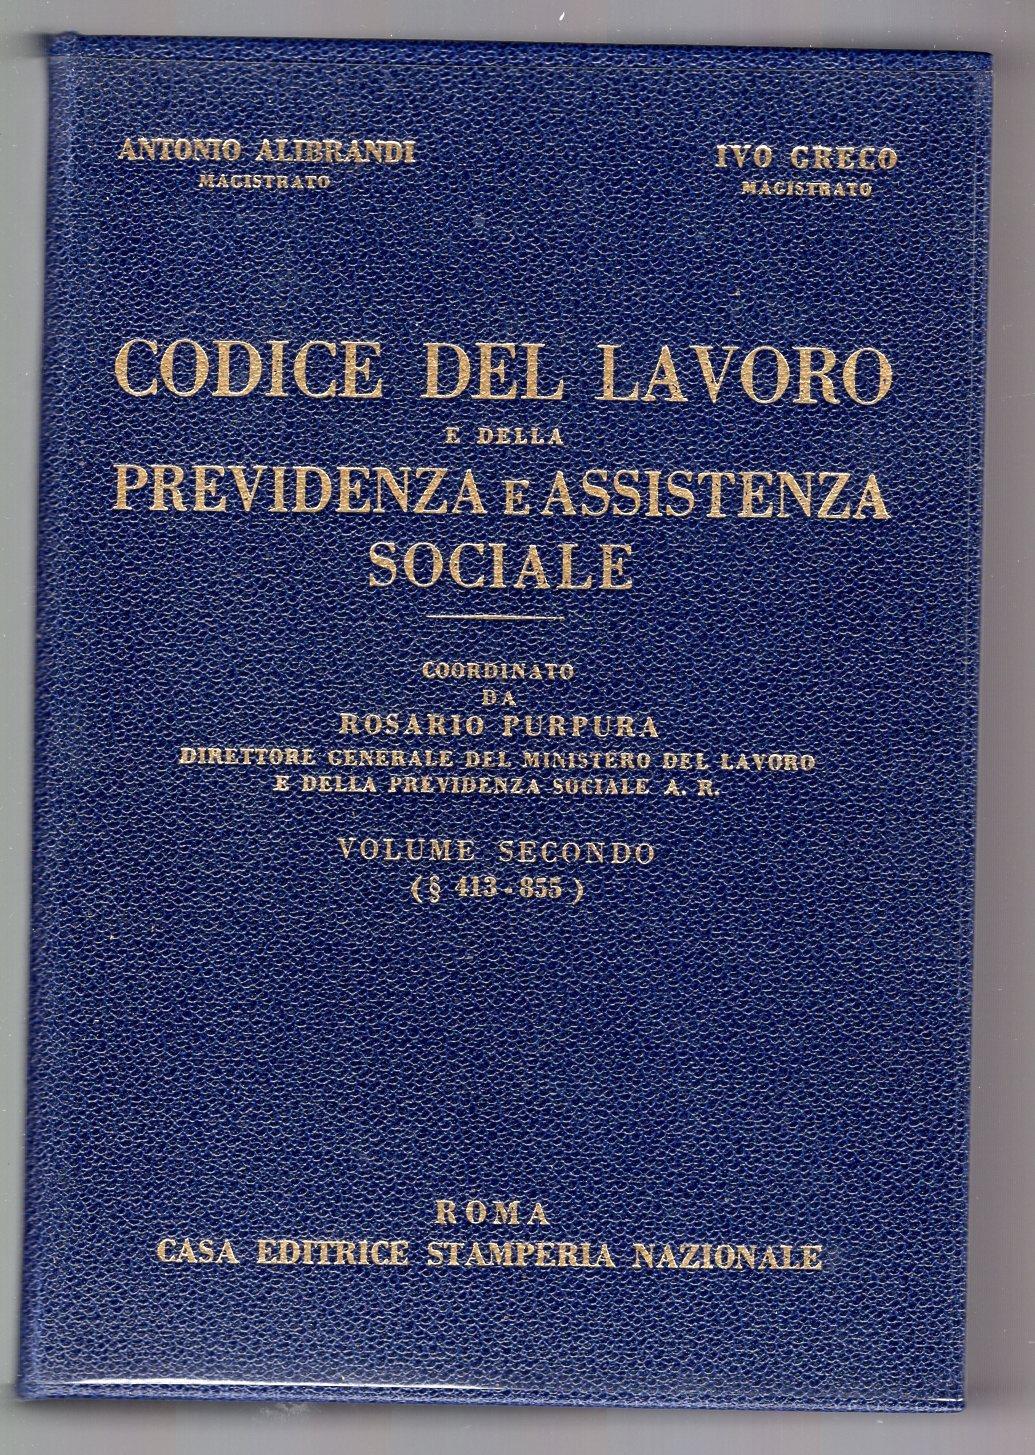 ANTONIO ALIBRANDI
MAGISTRATO
IVO GRECO
MAGISTRATO
CODICE DEL LAVORO
E DELLA
PREVIDENZA E ASSISTENZA
SOCIALE
COORDINATO
DA
ROSARIO PURPURA
DIRETTORE GENERALE DEL MINISTERO DEL LAVORO
E DELLA PREVIDENZA SOCIALE A. R.
VOLUME SECONDO
(§ 413-855)
ROMA
CASA EDITRICE STAMPERIA NAZIONALE